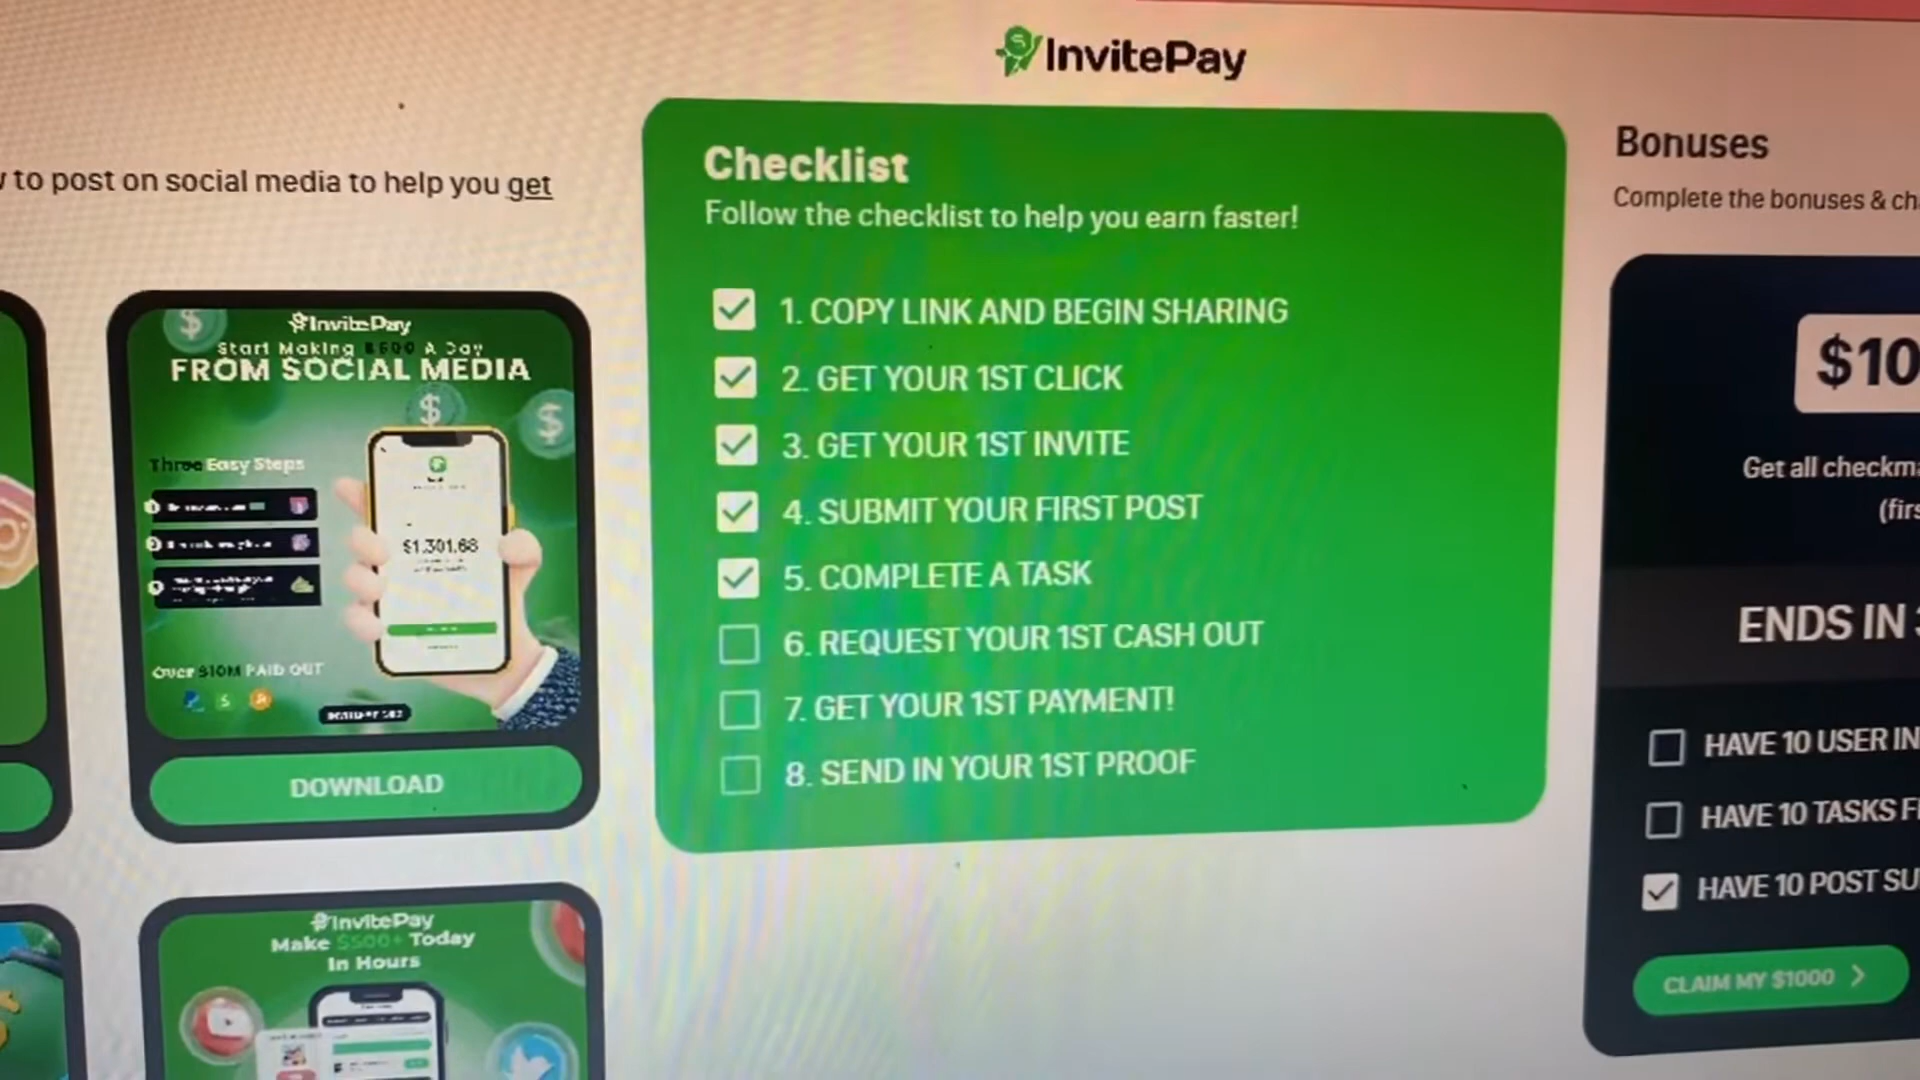 InvitePay
to post on social media to help you get
InvitePay
Start Making $500 A Day
FROM SOCIAL MEDIA
Three Easy Steps
$1,301.68
Over $10M PAID OUT
DOWNLOAD
InvitePay
Make $500+ Today
In Hours
Checklist
Follow the checklist to help you earn faster!
1. COPY LINK AND BEGIN SHARING
2. GET YOUR 1ST CLICK
3. GET YOUR 1ST INVITE
4. SUBMIT YOUR FIRST POST
5. COMPLETE A TASK
6. REQUEST YOUR 1ST CASH OUT
7. GET YOUR 1ST PAYMENT!
8. SEND IN YOUR 1ST PROOF
Bonuses
Complete the bonuses &
$10
Get all
ENDS IN
HAVE 10 USER
HAVE 10 TASKS
HAVE 10 POST
CLAIM MY $1000